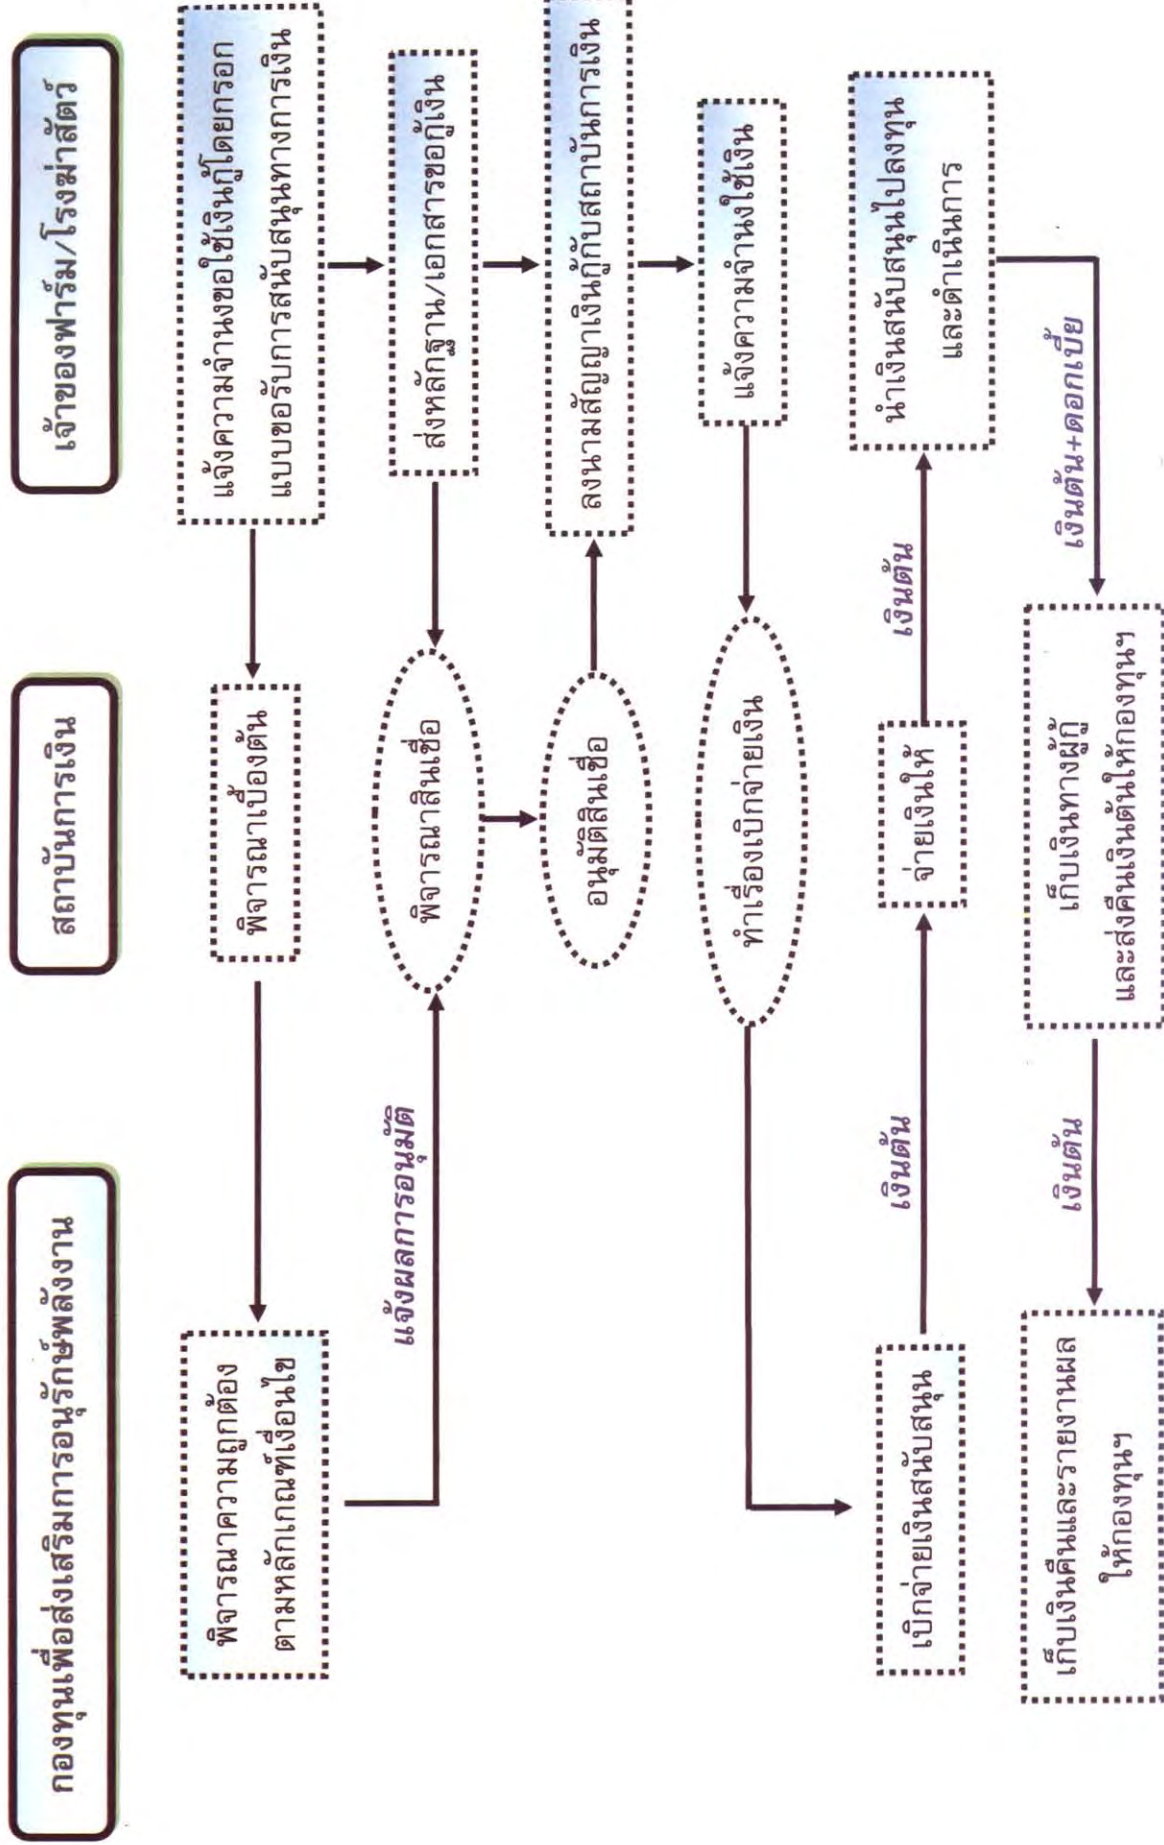 กองทุนเพื่อส่งเสริมการอนุรักษ์พลังงาน
สถาบันการเงิน
เจ้าของฟาร์ม/โรงฆ่าสัตว์
พิจารณาความถูกต้อง
ตามหลักเกณฑ์เงื่อนไข
พิจารณาเบื้องต้น
แจ้งความจำนงขอใช้เงินกู้โดยกรอก
แบบขอรับการสนับสนุนทางการเงิน
แจ้งผลการอนุมัติ
พิจารณาสินเชื่อ
ส่งหลักฐาน/เอกสารขอกู้เงิน
อนุมัติสินเชื่อ
ลงนามสัญญาเงินกู้กับสถาบันการเงิน
ทำเรื่องเบิกจ่ายเงิน
แจ้งความจำนงใช้เงิน
เบิกจ่ายเงินสนับสนุน
เงินต้น
จ่ายเงินให้
เงินต้น
นำเงินสนับสนุนไปลงทุน
และดำเนินการ
เก็บเงินคืนและรายงานผล
ให้กองทุนฯ
เงินต้น
เก็บเงินทางผู้กู้
และส่งคืนเงินต้นให้กองทุนฯ
เงินต้น+ดอกเบี้ย